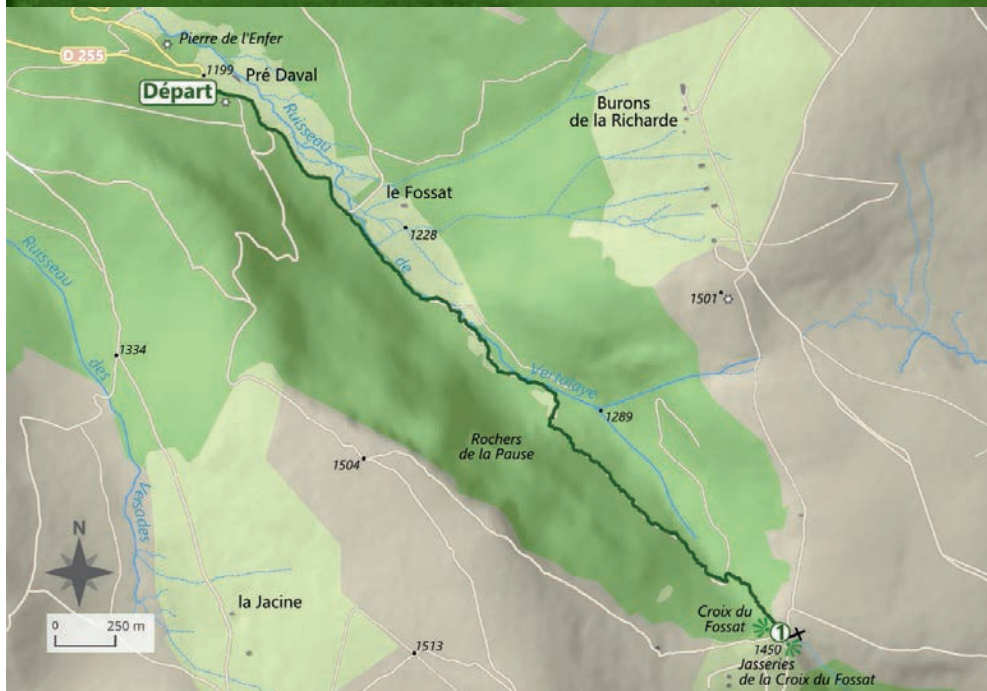 Pierre de l'Enfer
D 255
1199
Pré Daval
Départ
Ruisseau
Burons
de la Richarde
le Fossat
1228
de
Ruisseau
1501
1334
des
Vertolaye
1289
Rochers
de la Pause
1504
Versades
N
0 250 m
la Jacine
Croix du
Fossat
1
1450
1513
Jasseries
de la Croix du Fossat